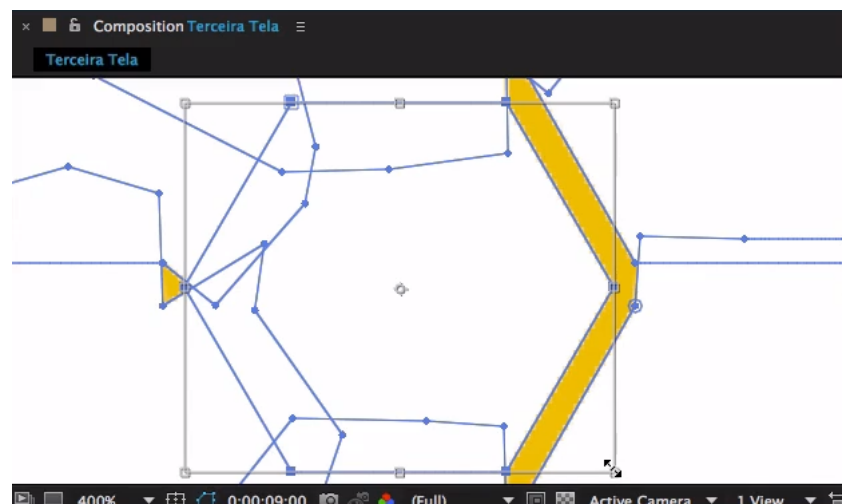 × Composition Terceira Tela ≡
Terceira Tela
400% 0:00:09:00 (Full) Active Camera 1 View